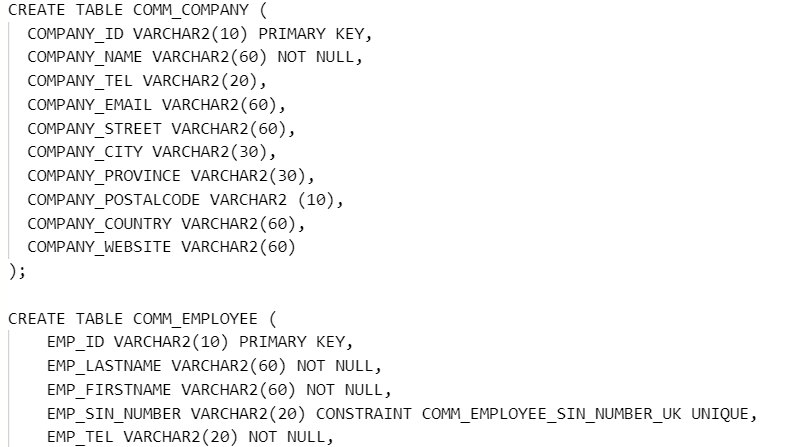 CREATE TABLE COMM_COMPANY (
COMPANY_ID VARCHAR2(10) PRIMARY KEY,
COMPANY_NAME VARCHAR2(60) NOT NULL,
COMPANY_TEL VARCHAR2(20),
COMPANY_EMAIL VARCHAR2(60),
COMPANY_STREET VARCHAR2(60),
COMPANY_CITY VARCHAR2(30),
COMPANY_PROVINCE VARCHAR2(30),
COMPANY_POSTALCODE VARCHAR2 (10),
COMPANY_COUNTRY VARCHAR2(60),
COMPANY_WEBSITE VARCHAR2(60)
);
CREATE TABLE COMM_EMPLOYEE (
EMP_ID VARCHAR2(10) PRIMARY KEY,
EMP_LASTNAME VARCHAR2(60) NOT NULL,
EMP_FIRSTNAME VARCHAR2(60) NOT NULL,
EMP_SIN_NUMBER VARCHAR2(20) CONSTRAINT COMM_EMPLOYEE_SIN_NUMBER_UK UNIQUE,
EMP_TEL VARCHAR2(20) NOT NULL,